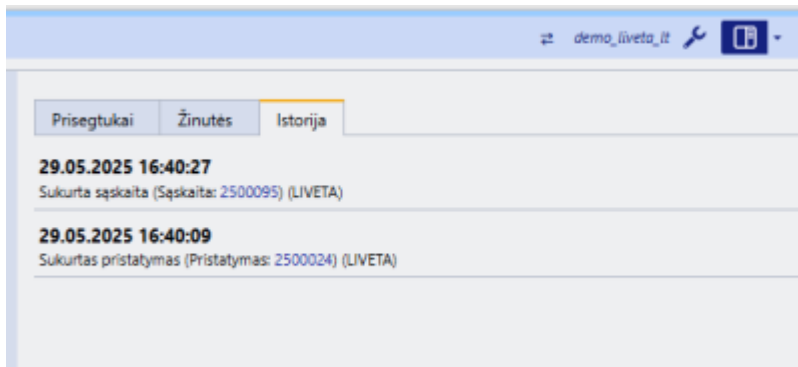 demo_liveta_lt
Prisegtukai Žinutės Istorija
29.05.2025 16:40:27
Sukurta sąskaita (Sąskaita: 2500095) (LIVETA)
29.05.2025 16:40:09
Sukurtas pristatymas (Pristatymas: 2500024) (LIVETA)